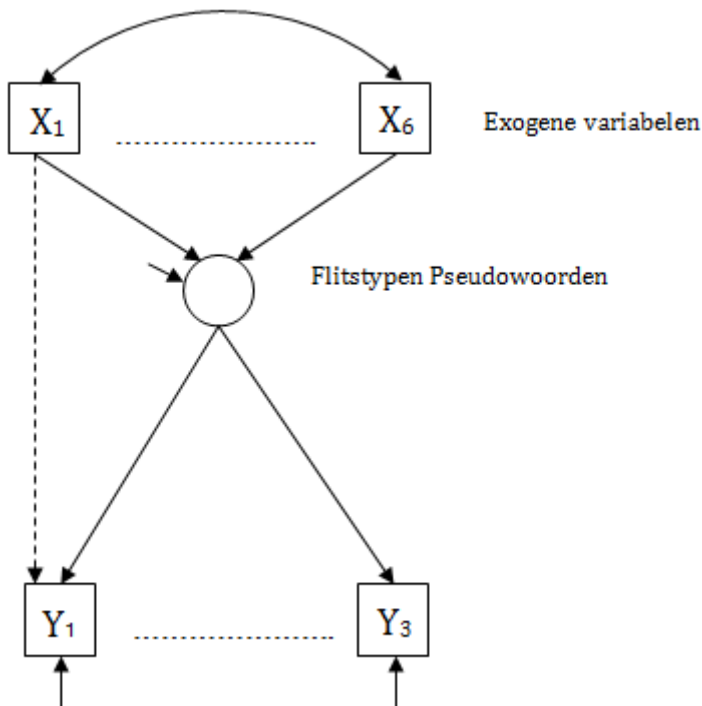 X₁
X₆
Exogene variabelen
Flitstypen Pseudowoorden
Y₁
Y₃